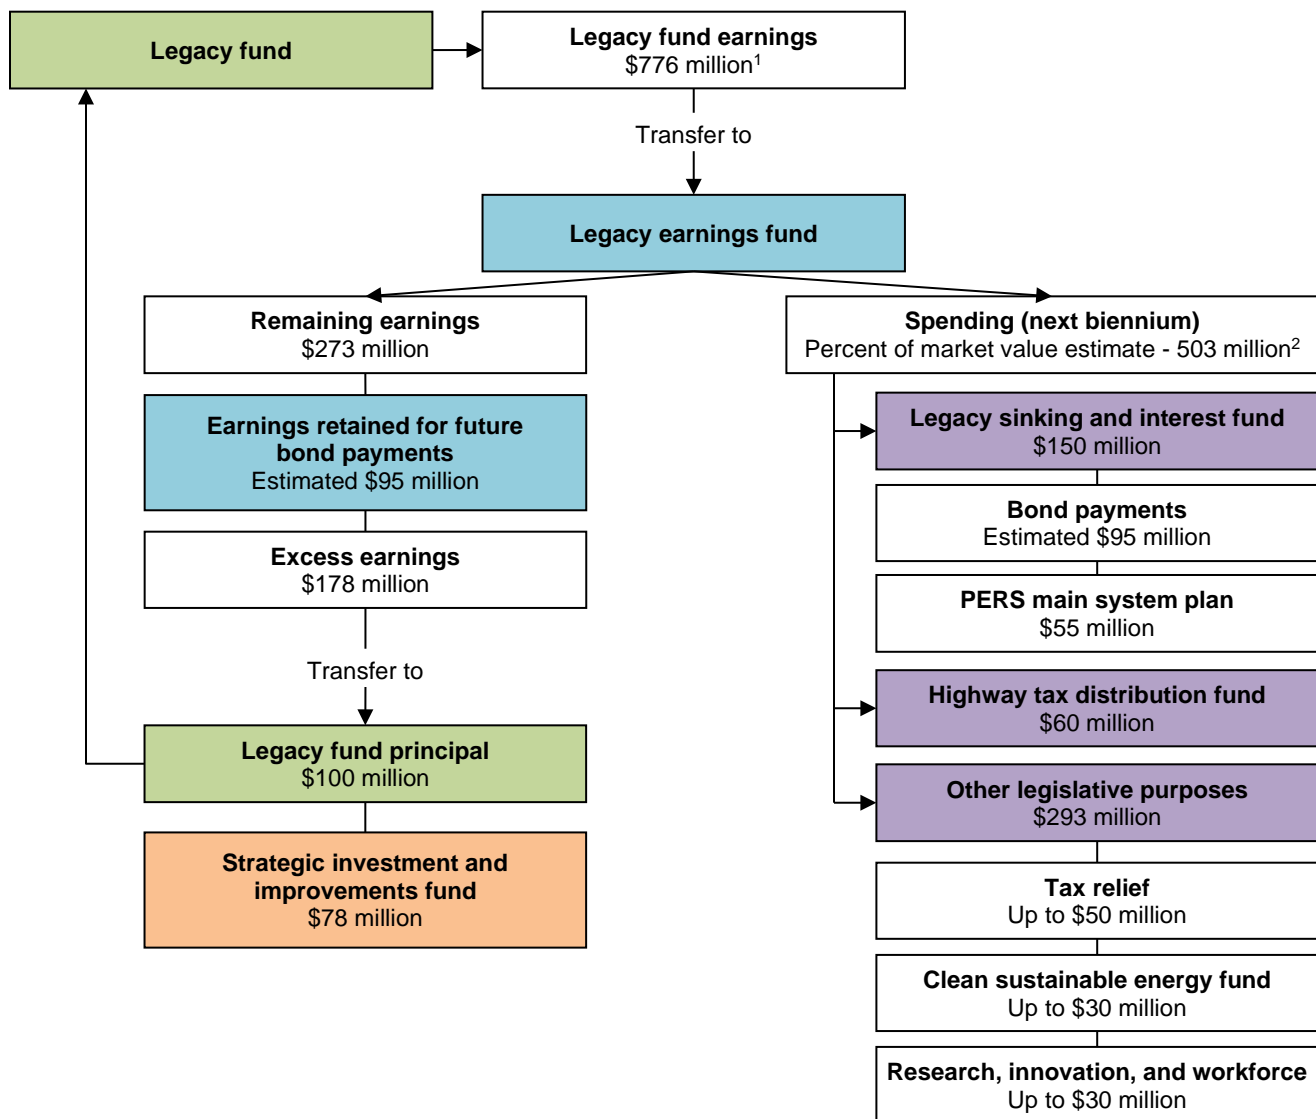 Legacy fund
Legacy fund earnings
$776 million¹
Transfer to
Legacy earnings fund
Remaining earnings
$273 million
Earnings retained for future
bond payments
Estimated $95 million
Excess earnings
$178 million
Transfer to
Legacy fund principal
$100 million
Strategic investment and
improvements fund
$78 million
Spending (next biennium)
Percent of market value estimate - 503 million²
Legacy sinking and interest fund
$150 million
Bond payments
Estimated $95 million
PERS main system plan
$55 million
Highway tax distribution fund
$60 million
Other legislative purposes
$293 million
Tax relief
Up to $50 million
Clean sustainable energy fund
Up to $30 million
Research, innovation, and workforce
Up to $30 million